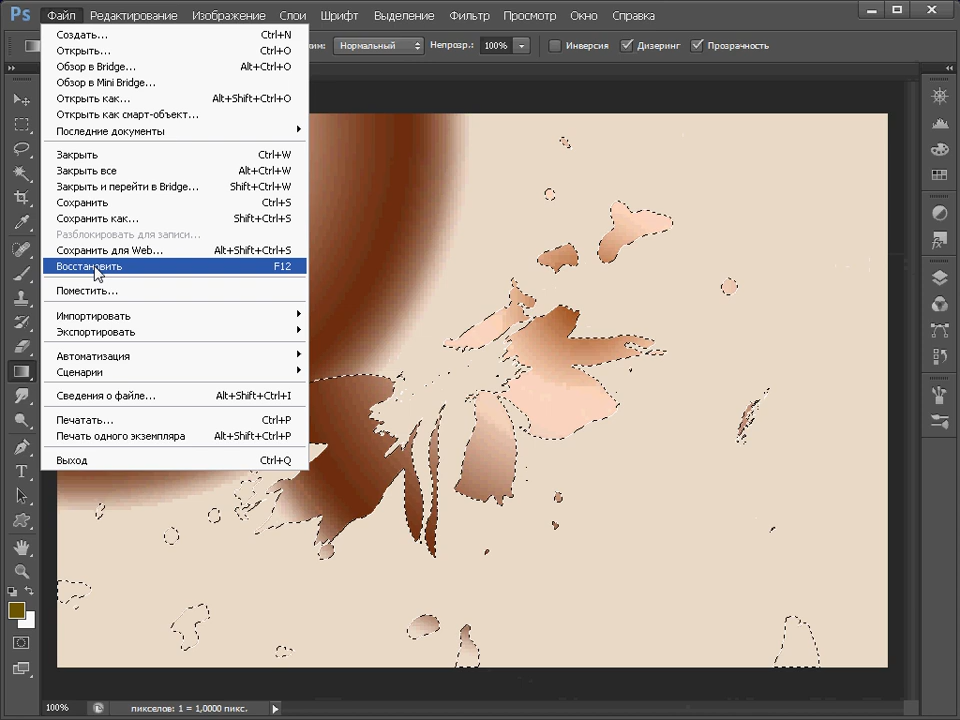 Ps Файл Редактирование Изображение Слои Шрифт Выделение Фильтр Просмотр Окно Справка
Нормальный Непрозр.: 100% Инверсия Дизеринг Прозрачность
Создать... Ctrl+N
Открыть... Ctrl+O
Обзор в Bridge... Alt+Ctrl+O
Обзор в Mini Bridge...
Открыть как... Alt+Shift+Ctrl+O
Открыть как смарт-объект...
Последние документы
Закрыть Ctrl+W
Закрыть все Alt+Ctrl+W
Закрыть и перейти в Bridge... Shift+Ctrl+W
Сохранить Ctrl+S
Сохранить как... Shift+Ctrl+S
Разблокировать для записи...
Сохранить для Web... Alt+Shift+Ctrl+S
Восстановить F12
Поместить...
Импортировать
Экспортировать
Автоматизация
Сценарии
Сведения о файле... Alt+Shift+Ctrl+I
Печатать... Ctrl+P
Печать одного экземпляра Alt+Shift+Ctrl+P
Выход Ctrl+Q
100% пикселов: 1 = 1,0000 пикс.